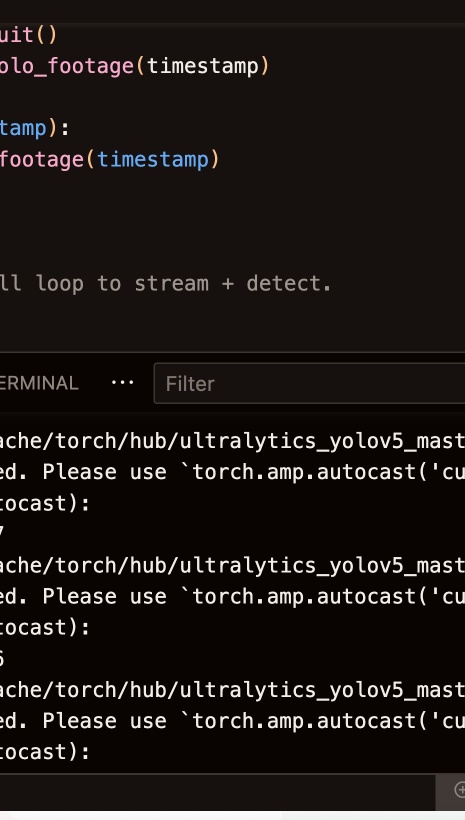 uit()
olo_footage(timestamp)
tamp):
footage(timestamp)
ll loop to stream + detect.
ERMINAL ···
Filter
ache/torch/hub/ultralytics_yolov5_mast
ed. Please use `torch.amp.autocast('cu
tocast):
7
ache/torch/hub/ultralytics_yolov5_mast
ed. Please use `torch.amp.autocast('cu
tocast):
6
ache/torch/hub/ultralytics_yolov5_mast
ed. Please use `torch.amp.autocast('cu
tocast):